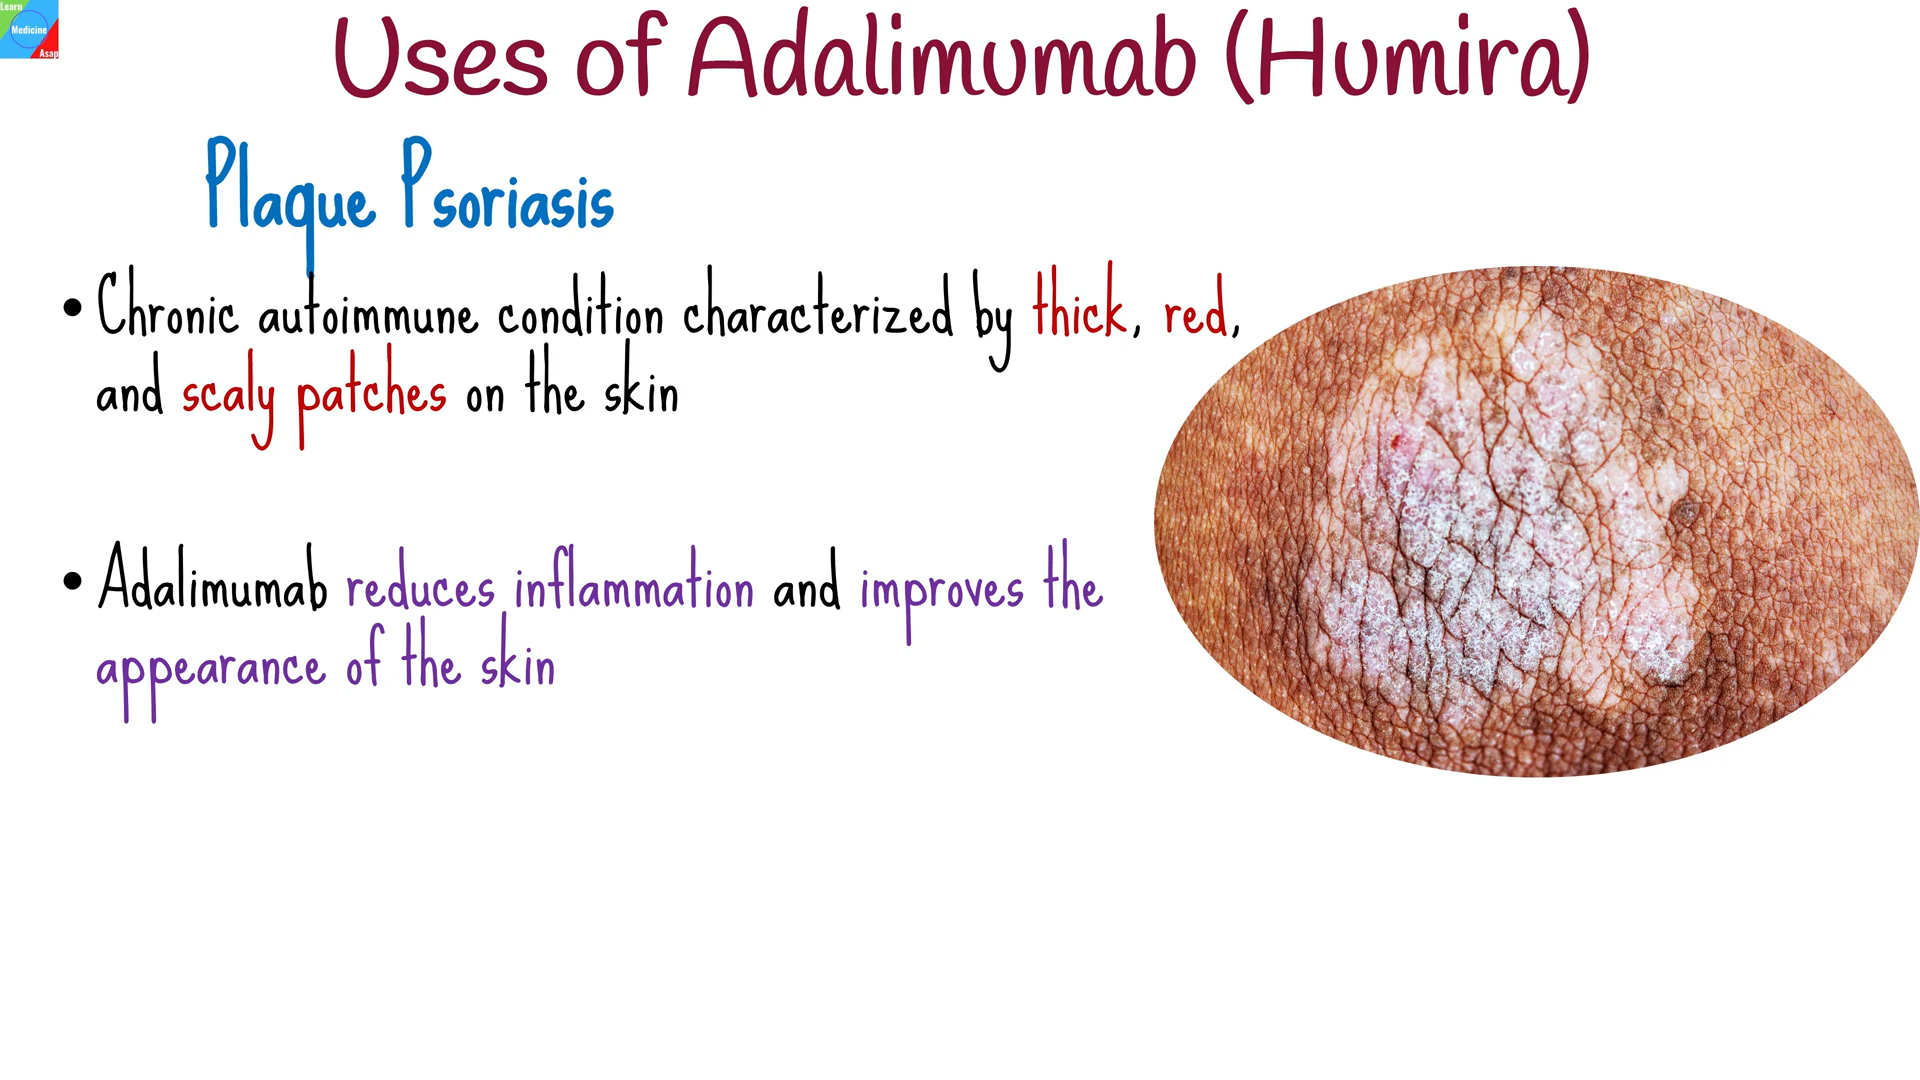 Learn
Medicine
Asap
Uses of Adalimumab (Humira)
Plaque Psoriasis
• Chronic autoimmune condition characterized by thick, red,
and scaly patches on the skin
• Adalimumab reduces inflammation and improves the
appearance of the skin